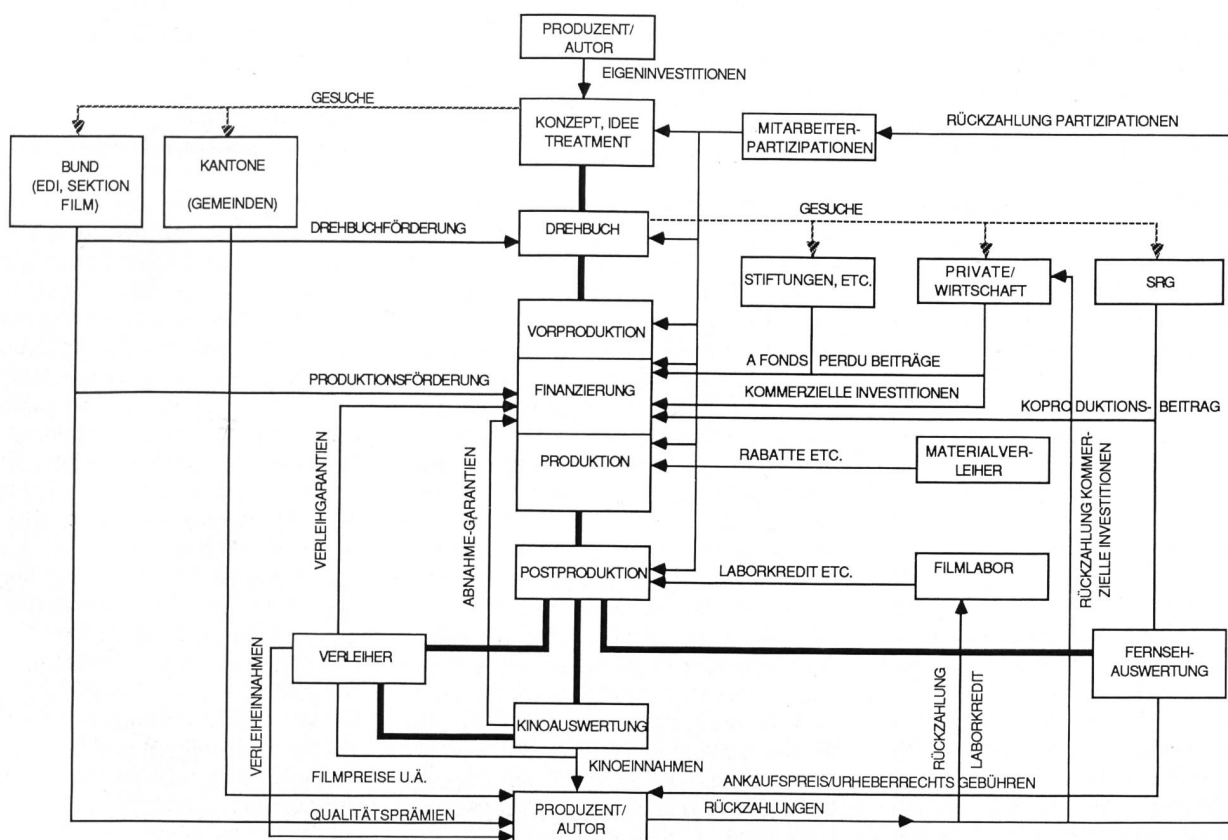 PRODUZENT/
AUTOR
EIGENINVESTITIONEN
GESUCHE
KONZEPT, IDEE
TREATMENT
MITARBEITER-
PARTIZIPATIONEN
RÜCKZAHLUNG PARTIZIPATIONEN
BUND
(EDI, SEKTION
FILM)
KANTONE
(GEMEINDEN)
DREHBUCHFÖRDERUNG
DREHBUCH
GESUCHE
STIFTUNGEN, ETC.
PRIVATE/
WIRTSCHAFT
SRG
VORPRODUKTION
A FONDS PERDU BEITRÄGE
PRODUKTIONSFÖRDERUNG
FINANZIERUNG
KOMMERZIELLE INVESTITIONEN
KOPRODUKTIONS-BEITRAG
PRODUKTION
RABATTE ETC.
MATERIALVER-
LEIHER
VERLEIHGARANTIEN
ABNAHME-GARANTIEN
RÜCKZAHLUNG KOMMER-
ZIELLE INVESTITIONEN
POSTPRODUKTION
LABORKREDIT ETC.
FILMLABOR
VERLEIHER
FERNSEH-
AUSWERTUNG
VERLEIHEINNAHMEN
KINOAUSWERTUNG
RÜCKZAHLUNG
LABORKREDIT
KINOEINNAHMEN
FILMPREISE U.Ä.
ANKAUFSPREIS/URHEBERRECHTS GEBÜHREN
QUALITÄTSPRÄMIEN
PRODUZENT/
AUTOR
RÜCKZAHLUNGEN